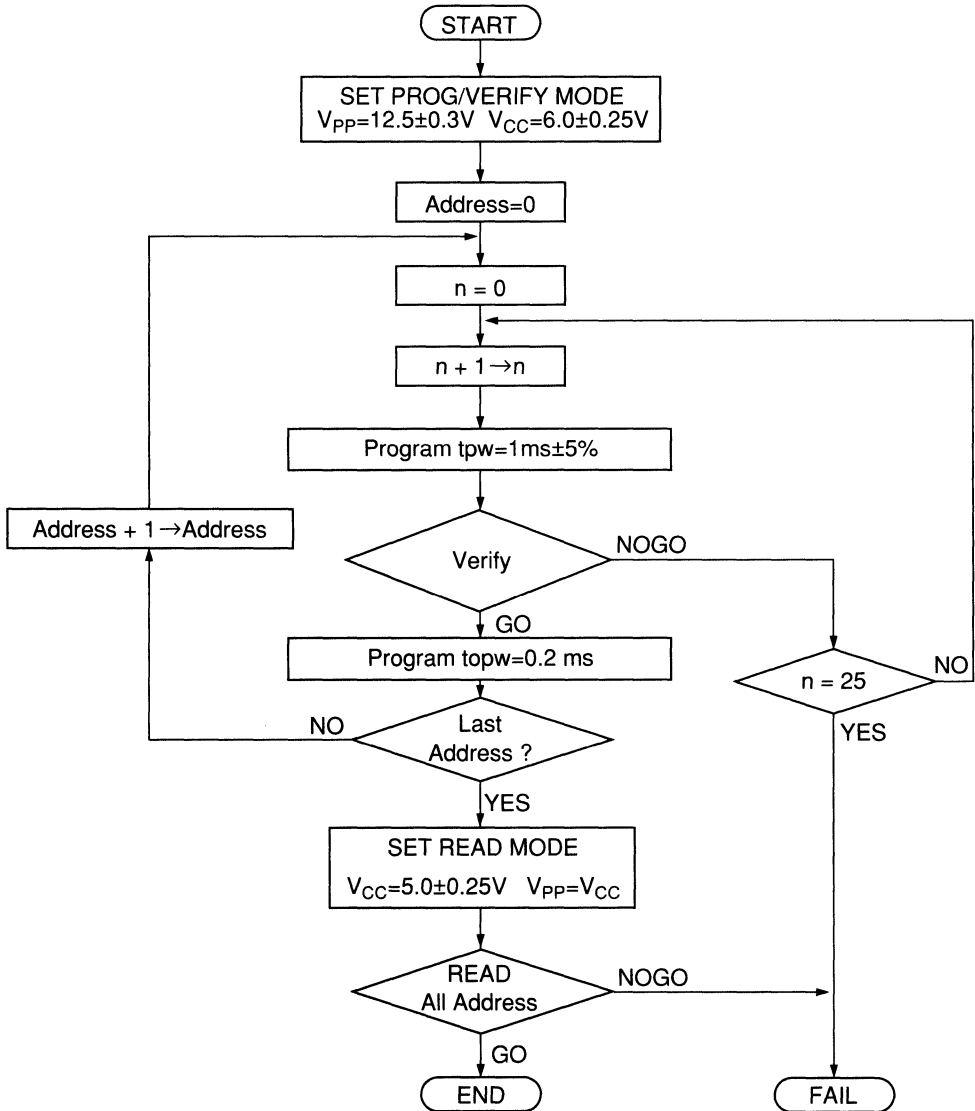 START
SET PROG/VERIFY MODE
VPP=12.5±0.3V VCC=6.0±0.25V
Address=0
n = 0
n + 1→n
Program tpw=1ms±5%
Address + 1→Address
Verify
NOGO
GO
Program topw=0.2 ms
n = 25
NO
YES
NO
Last
Address ?
YES
SET READ MODE
VCC=5.0±0.25V VPP=VCC
READ
All Address
NOGO
GO
END
FAIL